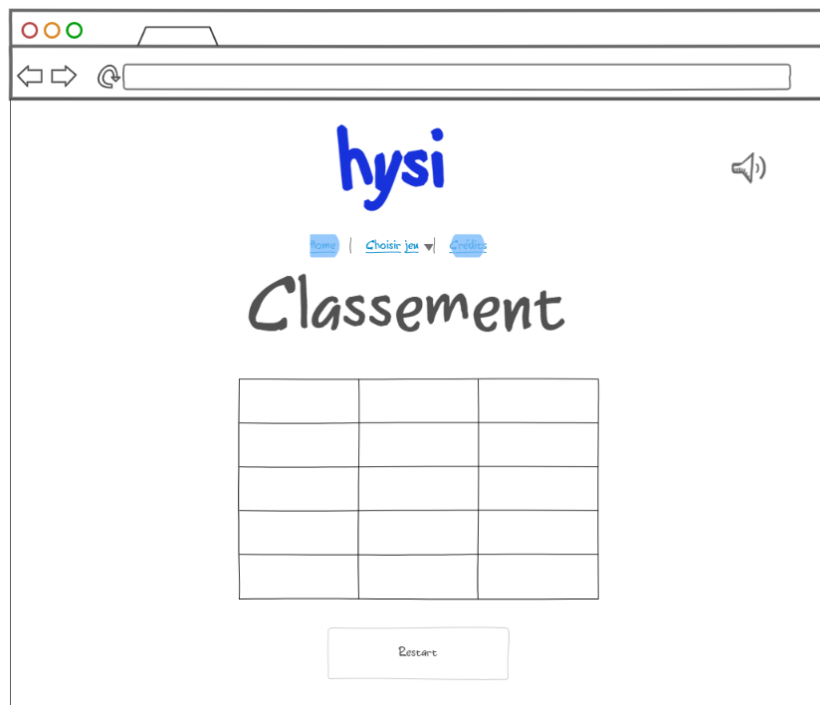 hysi
Home | Choisir jeu ▼| Crédits
Classement
Restart